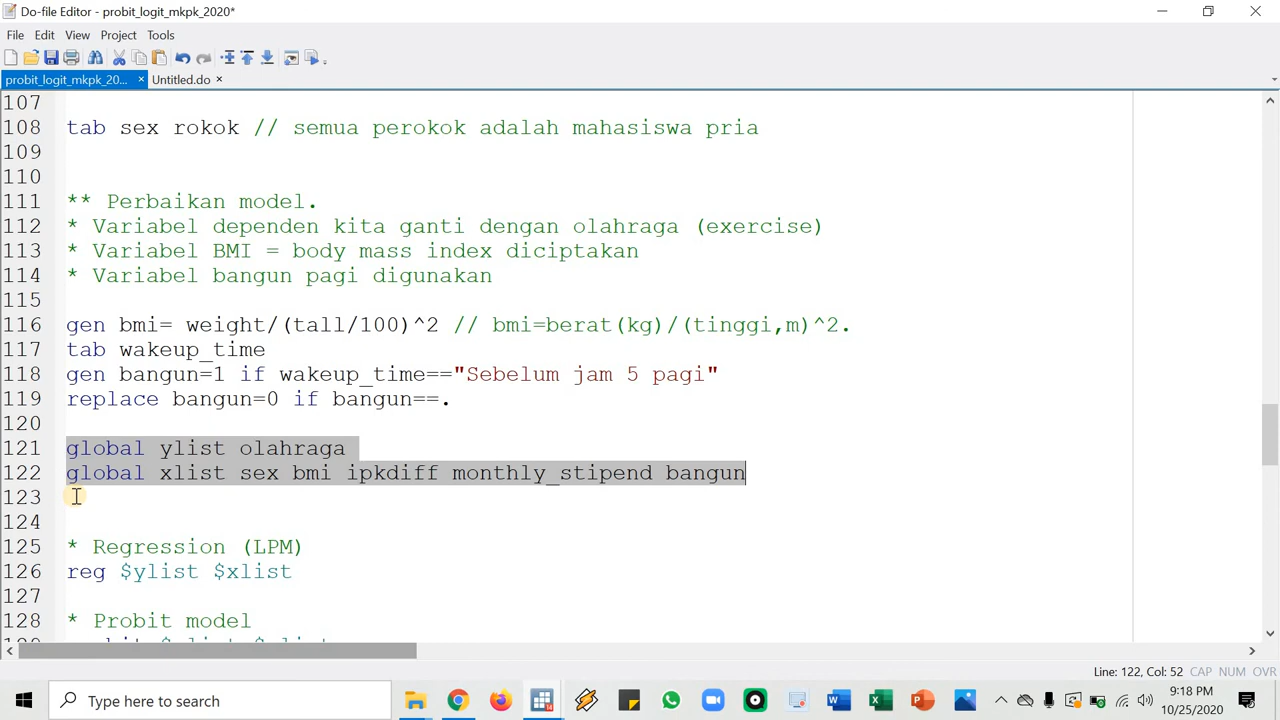 Do-file Editor - probit_logit_mkpk_2020*
File Edit View Project Tools
probit_logit_mkpk_20... × Untitled.do ×
107
108 tab sex rokok // semua perokok adalah mahasiswa pria
109
110
111 ** Perbaikan model.
112 * Variabel dependen kita ganti dengan olahraga (exercise)
113 * Variabel BMI = body mass index diciptakan
114 * Variabel bangun pagi digunakan
115
116 gen bmi= weight/(tall/100)^2 // bmi=berat(kg)/(tinggi,m)^2.
117 tab wakeup_time
118 gen bangun=1 if wakeup_time=="Sebelum jam 5 pagi"
119 replace bangun=0 if bangun==.
120
121 global ylist olahraga
122 global xlist sex bmi ipkdiff monthly_stipend bangun
123
124
125 * Regression (LPM)
126 reg $ylist $xlist
127
128 * Probit model
Line: 122, Col: 52 CAP NUM OVR
Type here to search
14
9:18 PM
10/25/2020